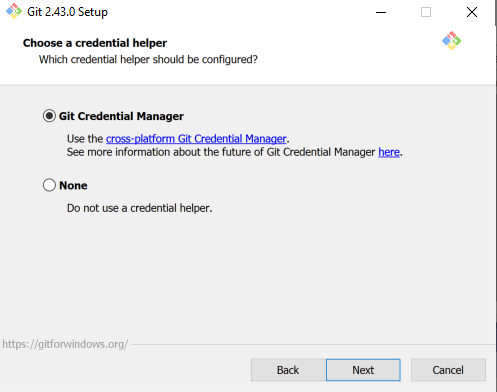 Git 2.43.0 Setup
Choose a credential helper
Which credential helper should be configured?
Git Credential Manager
Use the cross-platform Git Credential Manager.
See more information about the future of Git Credential Manager here.
None
Do not use a credential helper.
https://gitforwindows.org/
Back Next Cancel